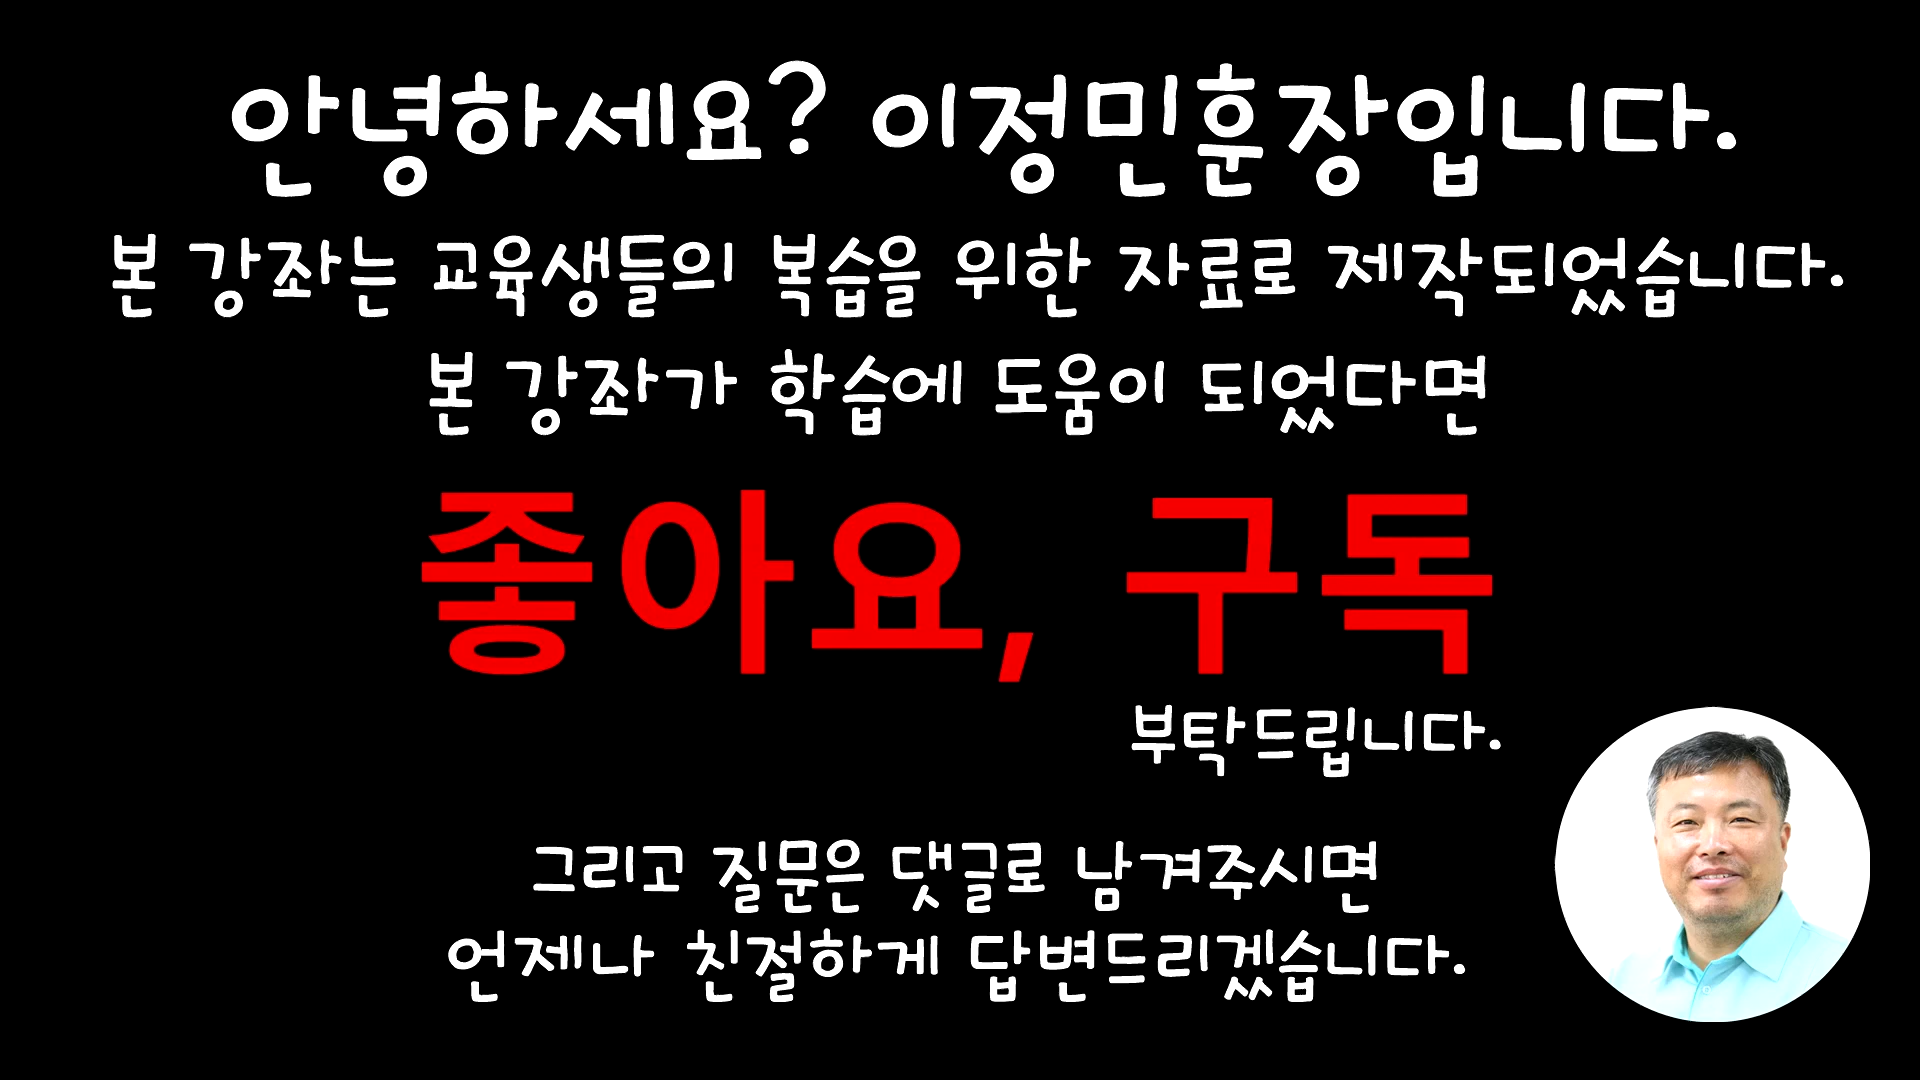 안녕하세요? 이정민훈장입니다.
본 강좌는 교육생들의 복습을 위한 자료로 제작되었습니다.
본 강좌가 학습에 도움이 되었다면
좋아요, 구독
부탁드립니다.
그리고 질문은 댓글로 남겨주시면
언제나 친절하게 답변드리겠습니다.